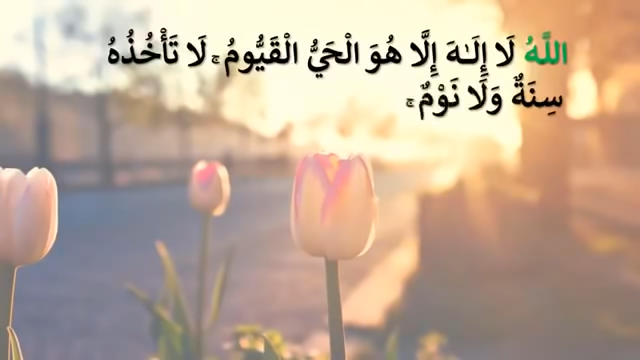 اللَّهُ لَا إِلَـٰهَ إِلَّا هُوَ الْحَيُّ الْقَيُّومُ ۚ لَا تَأْخُذُهُ
سِنَةٌ وَلَا نَوْمٌ ۚ